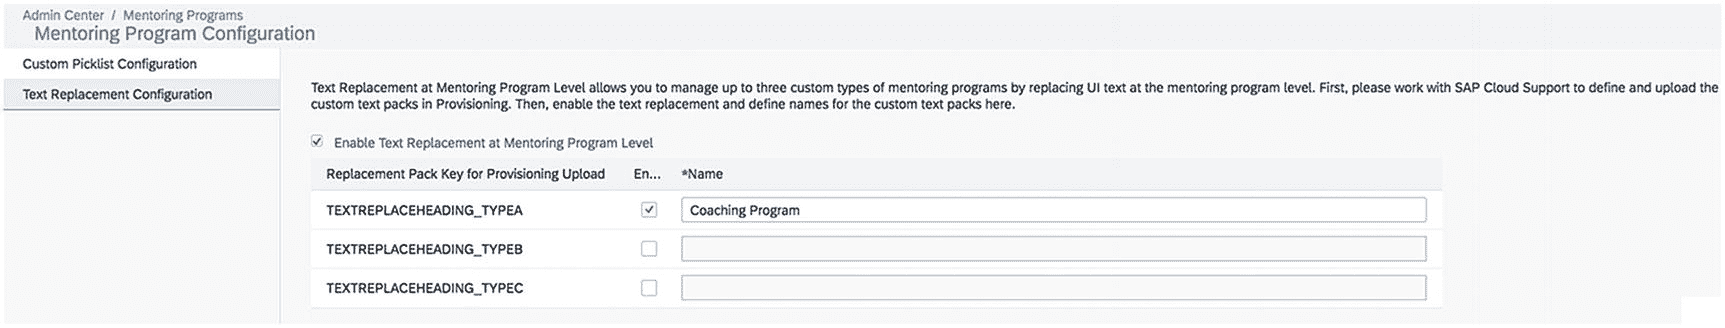 Admin Center / Mentoring Programs
Mentoring Program Configuration
Custom Picklist Configuration
Text Replacement Configuration
Text Replacement at Mentoring Program Level allows you to manage up to three custom types of mentoring programs by replacing UI text at the mentoring program level. First, please work with SAP Cloud Support to define and upload the
custom text packs in Provisioning. Then, enable the text replacement and define names for the custom text packs here.
Enable Text Replacement at Mentoring Program Level
Replacement Pack Key for Provisioning Upload En... *Name
TEXTREPLACEHEADING_TYPEA Coaching Program
TEXTREPLACEHEADING_TYPEB
TEXTREPLACEHEADING_TYPEC